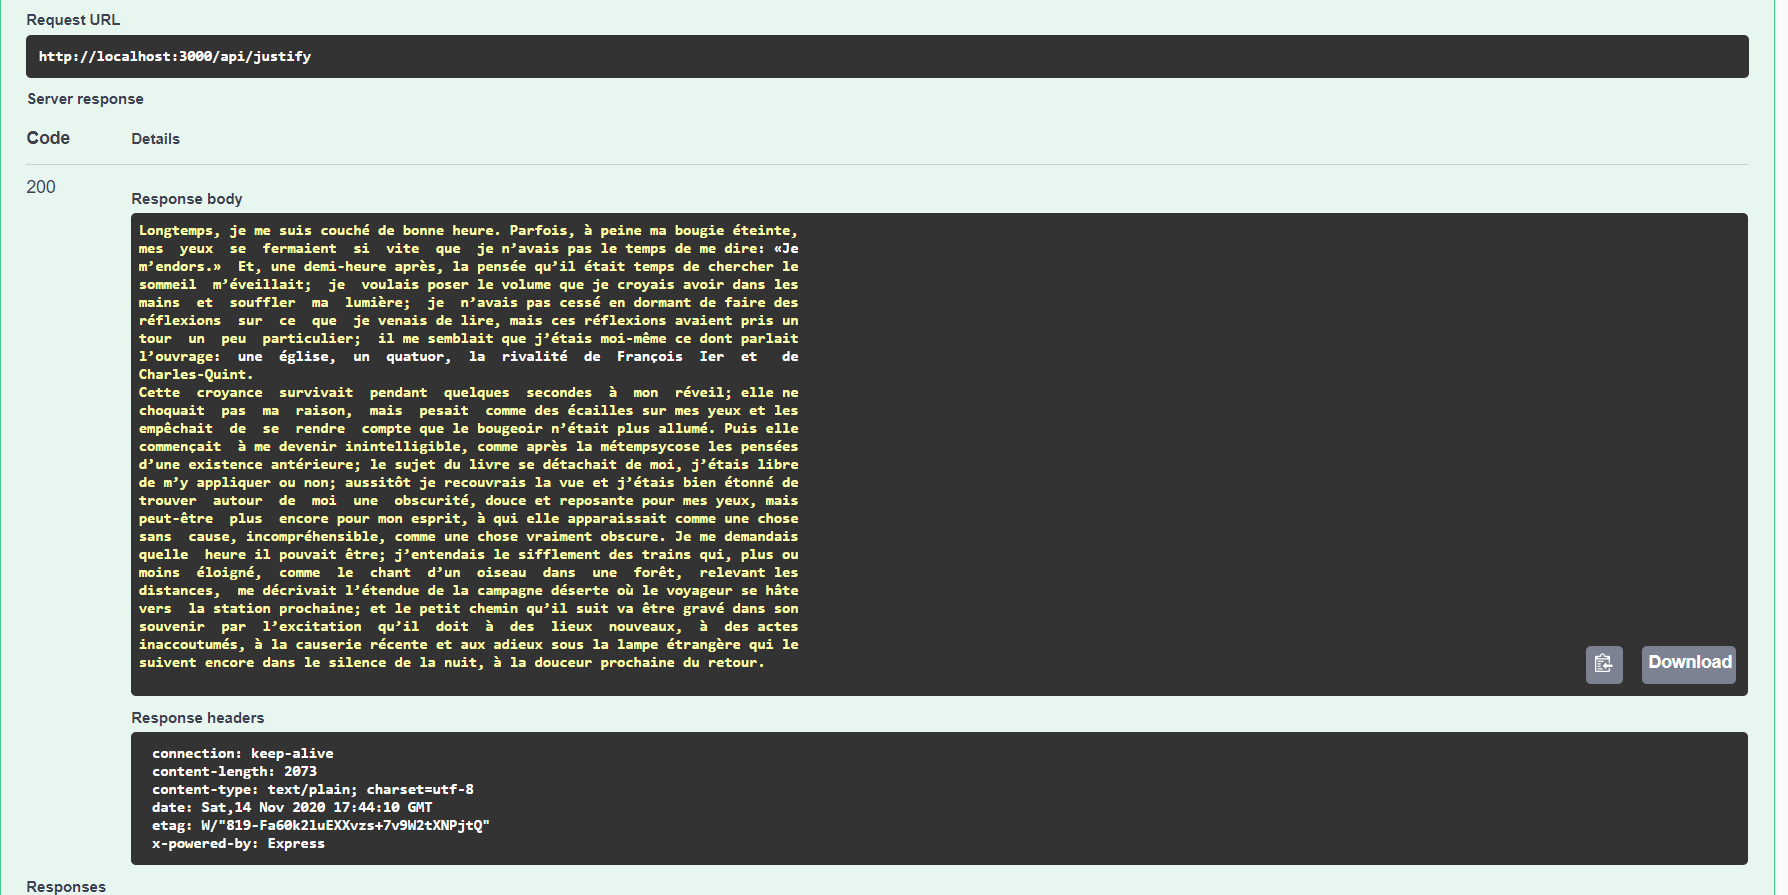 Request URL
http://localhost:3000/api/justify
Server response
Code Details
200
Response body
Longtemps, je me suis couché de bonne heure. Parfois, à peine ma bougie éteinte,
mes  yeux  se  fermaient  si  vite  que  je n’avais pas le temps de me dire: «Je
m’endors.»  Et, une demi-heure après, la pensée qu’il était temps de chercher le
sommeil  m’éveillait;  je  voulais poser le volume que je croyais avoir dans les
mains  et  souffler  ma  lumière;  je  n’avais pas cessé en dormant de faire des
réflexions  sur  ce  que  je venais de lire, mais ces réflexions avaient pris un
tour  un  peu  particulier;  il me semblait que j’étais moi-même ce dont parlait
l’ouvrage:  une  église,  un  quatuor,  la  rivalité  de  François  Ier  et   de
Charles-Quint.
Cette  croyance  survivait  pendant  quelques  secondes  à  mon  réveil; elle ne
choquait  pas  ma  raison,  mais  pesait  comme des écailles sur mes yeux et les
empêchait  de  se  rendre  compte que le bougeoir n’était plus allumé. Puis elle
commençait  à me devenir inintelligible, comme après la métempsycose les pensées
d’une existence antérieure; le sujet du livre se détachait de moi, j’étais libre
de m’y appliquer ou non; aussitôt je recouvrais la vue et j’étais bien étonné de
trouver  autour  de  moi  une  obscurité, douce et reposante pour mes yeux, mais
peut-être  plus  encore pour mon esprit, à qui elle apparaissait comme une chose
sans  cause, incompréhensible, comme une chose vraiment obscure. Je me demandais
quelle  heure il pouvait être; j’entendais le sifflement des trains qui, plus ou
moins  éloigné,  comme  le  chant  d’un  oiseau  dans  une  forêt,  relevant les
distances,  me décrivait l’étendue de la campagne déserte où le voyageur se hâte
vers  la station prochaine; et le petit chemin qu’il suit va être gravé dans son
souvenir  par  l’excitation  qu’il  doit  à  des  lieux  nouveaux,  à  des actes
inaccoutumés, à la causerie récente et aux adieux sous la lampe étrangère qui le
suivent encore dans le silence de la nuit, à la douceur prochaine du retour.
Download
Response headers
connection: keep-alive
content-length: 2073
content-type: text/plain; charset=utf-8
date: Sat,14 Nov 2020 17:44:10 GMT
etag: W/"819-Fa60k2luEXXvzs+7v9W2tXNPjtQ"
x-powered-by: Express
Responses